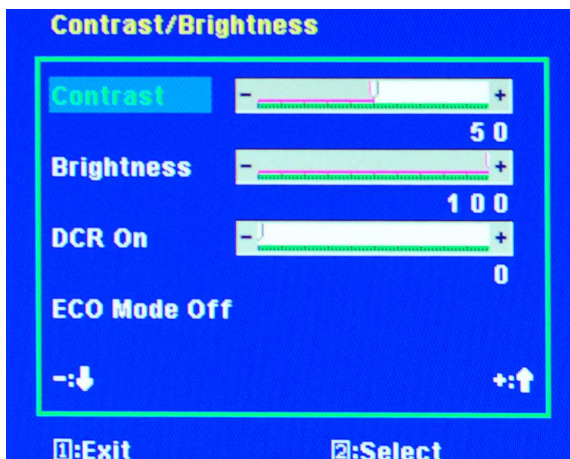 Contrast/Brightness
Contrast - +
50
Brightness - +
100
DCR On - +
0
ECO Mode Off
-:⬇ +:⬆
1:Exit 2:Select